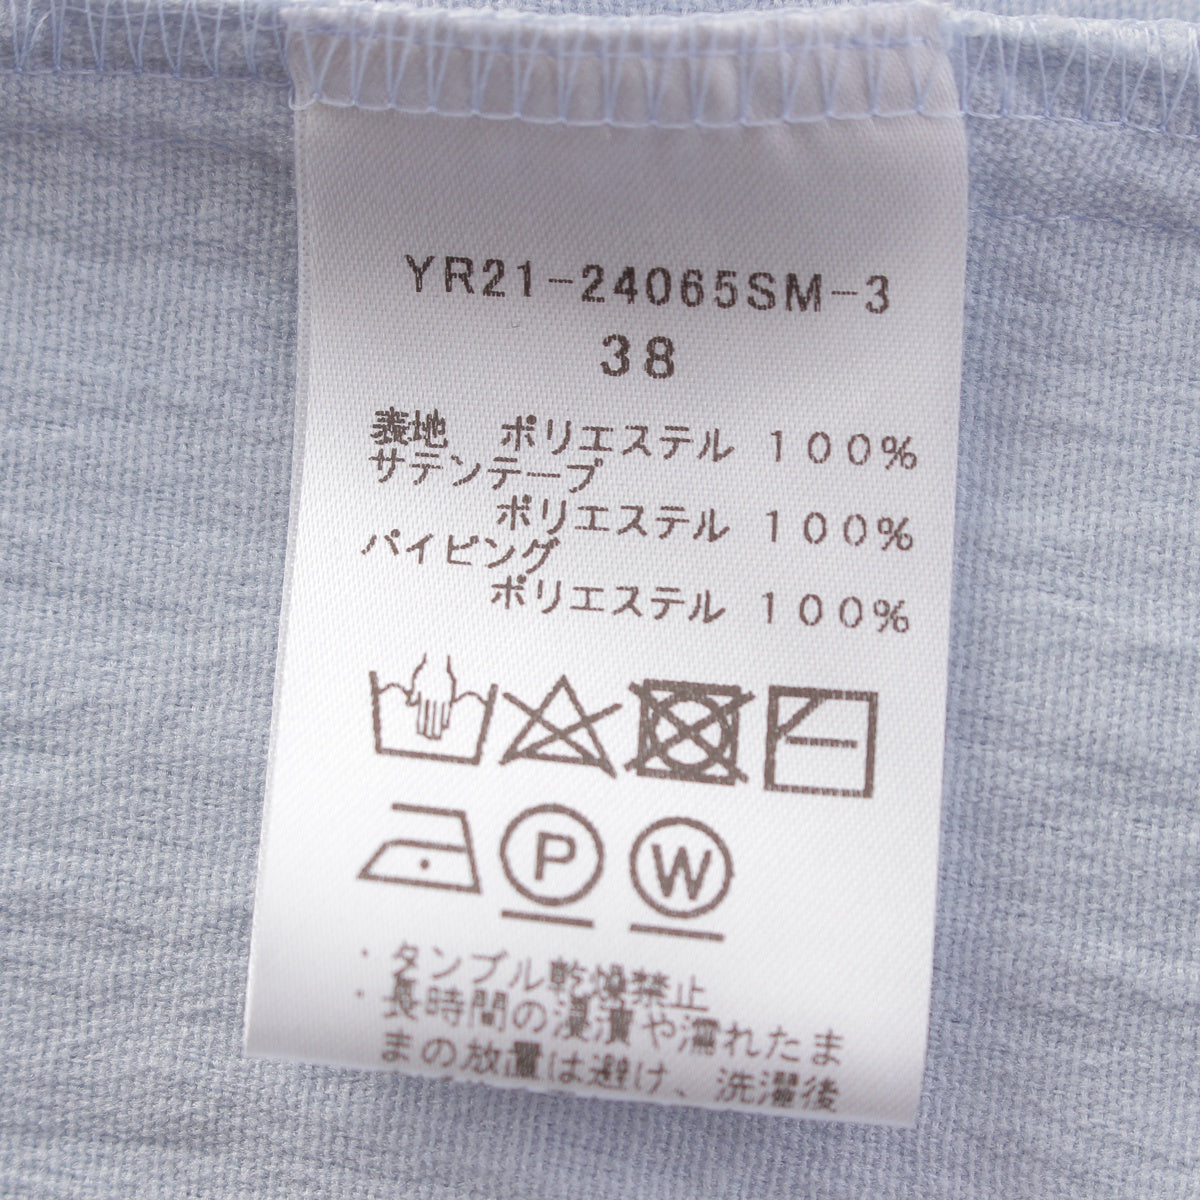 YR21-24065SM-3
38
表地 ポリエステル 100%
サテンテープ
ポリエステル 100%
パイピング
ポリエステル 100%
P W
・タンブル乾燥禁止
・長時間の浸漬や濡れたま
まの放置は避け、洗濯後